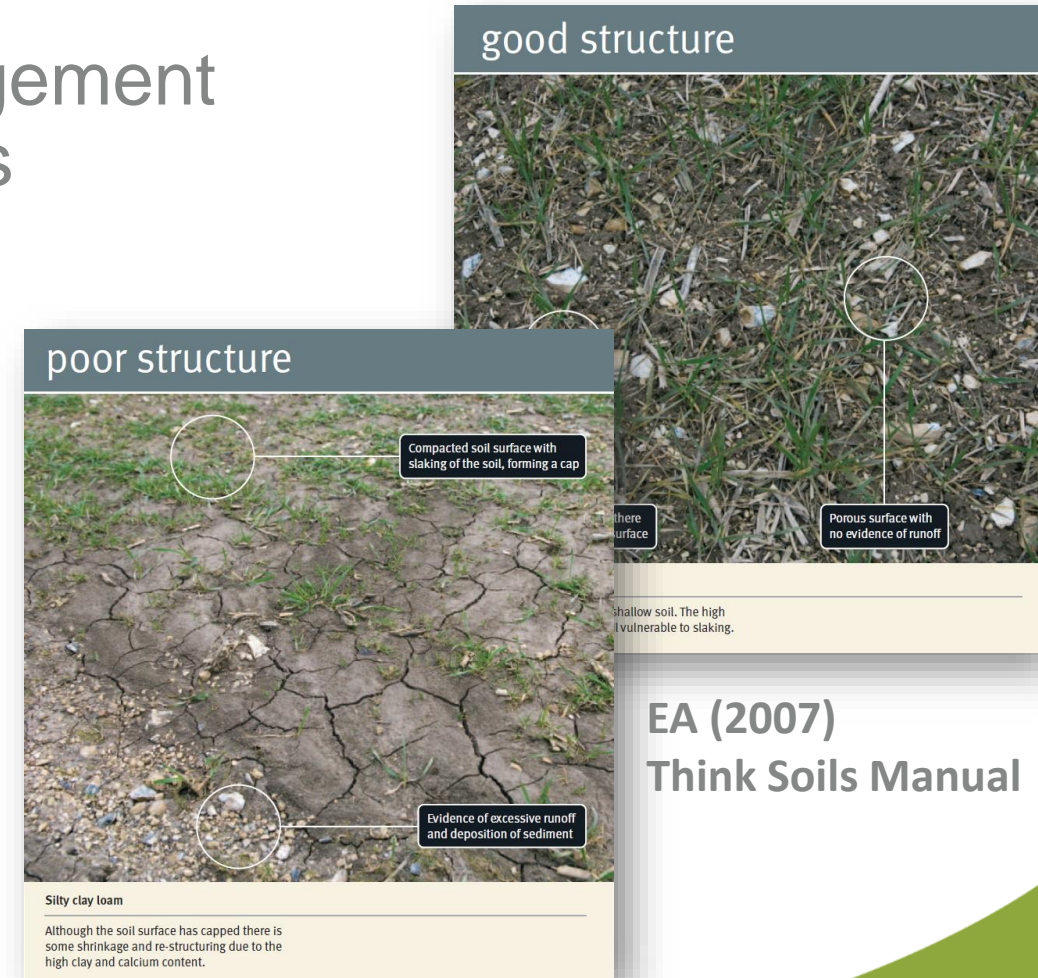 gement
s
good structure
there
urface
Porous surface with
no evidence of runoff
shallow soil. The high
l vulnerable to slaking.
poor structure
Compacted soil surface with
slaking of the soil, forming a cap
Evidence of excessive runoff
and deposition of sediment
Silty clay loam
Although the soil surface has capped there is
some shrinkage and re-structuring due to the
high clay and calcium content.
EA (2007)
Think Soils Manual